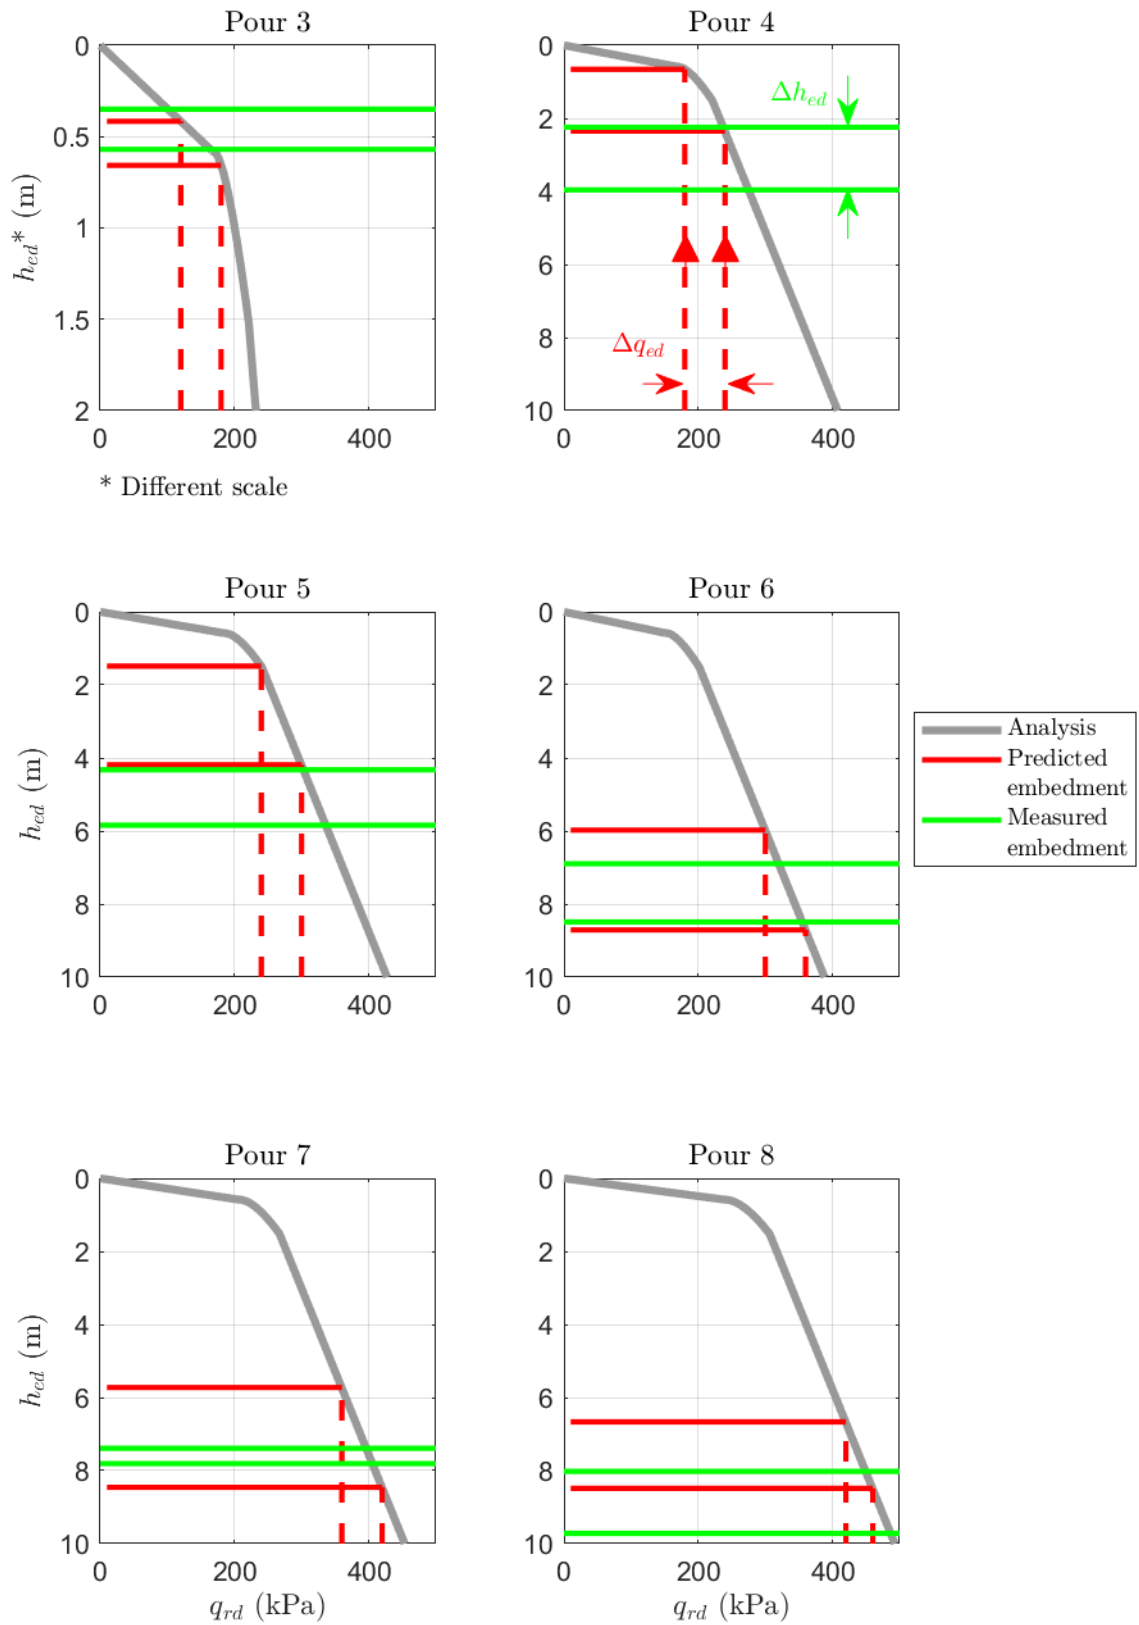 Pour 3
Pour 4
0
0.5
1
1.5
2
h_ed* (m)
0 200 400
* Different scale
0
2
4
6
8
10
Δh_ed
Δq_ed
0 200 400
Pour 5
Pour 6
0
2
4
6
8
10
h_ed (m)
0 200 400
0
2
4
6
8
10
0 200 400
Analysis
Predicted
embedment
Measured
embedment
Pour 7
Pour 8
0
2
4
6
8
10
h_ed (m)
0 200 400
q_rd (kPa)
0
2
4
6
8
10
0 200 400
q_rd (kPa)